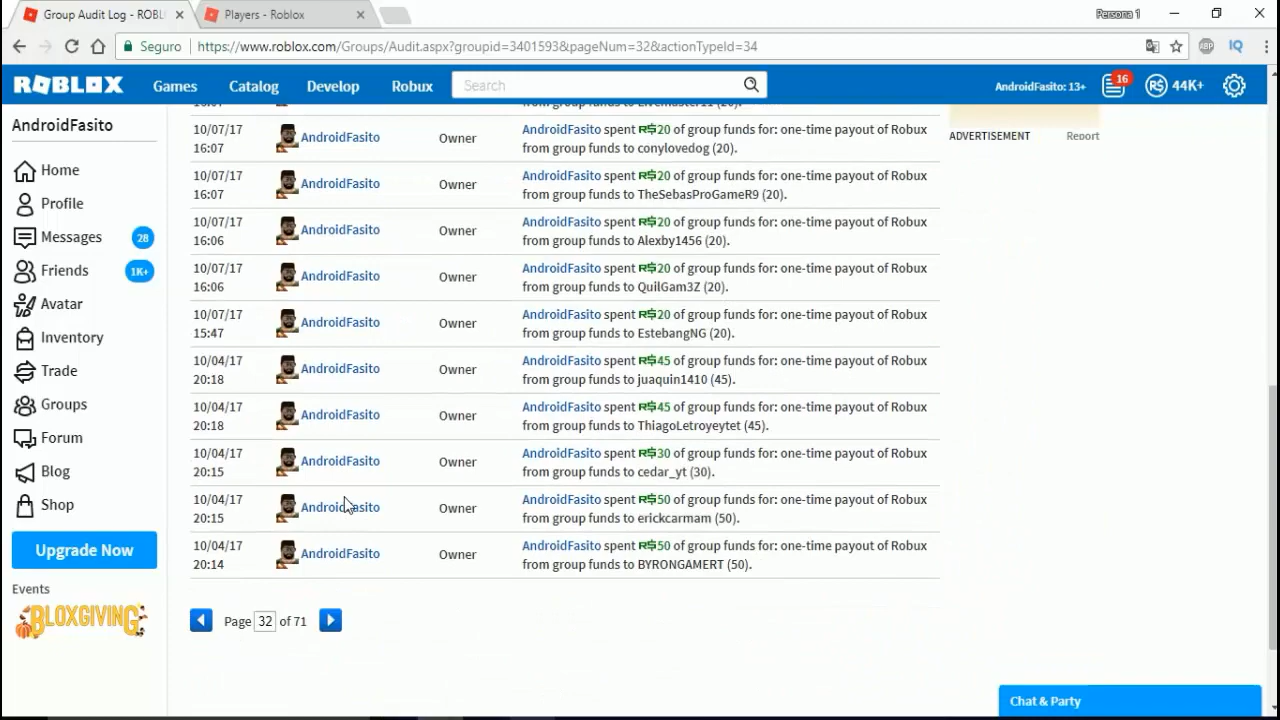 Group Audit Log - ROBL
Players - Roblox
Persona 1
Seguro
https://www.roblox.com/Groups/Audit.aspx?groupid=3401593&pageNum=32&actionTypeId=34
ABP
IQ
ROBLOX
Games
Catalog
Develop
Robux
Search
AndroidFasito: 13+
16
R$ 44K+
AndroidFasito
Home
Profile
Messages 28
Friends 1K+
Avatar
Inventory
Trade
Groups
Forum
Blog
Shop
Upgrade Now
Events
BLOXGIVING
10/07/17
16:07
AndroidFasito
Owner
AndroidFasito spent R$20 of group funds for: one-time payout of Robux
from group funds to conylovedog (20).
10/07/17
16:07
AndroidFasito
Owner
AndroidFasito spent R$20 of group funds for: one-time payout of Robux
from group funds to TheSebasProGameR9 (20).
10/07/17
16:06
AndroidFasito
Owner
AndroidFasito spent R$20 of group funds for: one-time payout of Robux
from group funds to Alexby1456 (20).
10/07/17
16:06
AndroidFasito
Owner
AndroidFasito spent R$20 of group funds for: one-time payout of Robux
from group funds to QuilGam3Z (20).
10/07/17
15:47
AndroidFasito
Owner
AndroidFasito spent R$20 of group funds for: one-time payout of Robux
from group funds to EstebangNG (20).
10/04/17
20:18
AndroidFasito
Owner
AndroidFasito spent R$45 of group funds for: one-time payout of Robux
from group funds to juaquin1410 (45).
10/04/17
20:18
AndroidFasito
Owner
AndroidFasito spent R$45 of group funds for: one-time payout of Robux
from group funds to ThiagoLetroyeytet (45).
10/04/17
20:15
AndroidFasito
Owner
AndroidFasito spent R$30 of group funds for: one-time payout of Robux
from group funds to cedar_yt (30).
10/04/17
20:15
AndroidFasito
Owner
AndroidFasito spent R$50 of group funds for: one-time payout of Robux
from group funds to erickcarmam (50).
10/04/17
20:14
AndroidFasito
Owner
AndroidFasito spent R$50 of group funds for: one-time payout of Robux
from group funds to BYRONGAMERT (50).
Page 32 of 71
ADVERTISEMENT
Report
Chat & Party